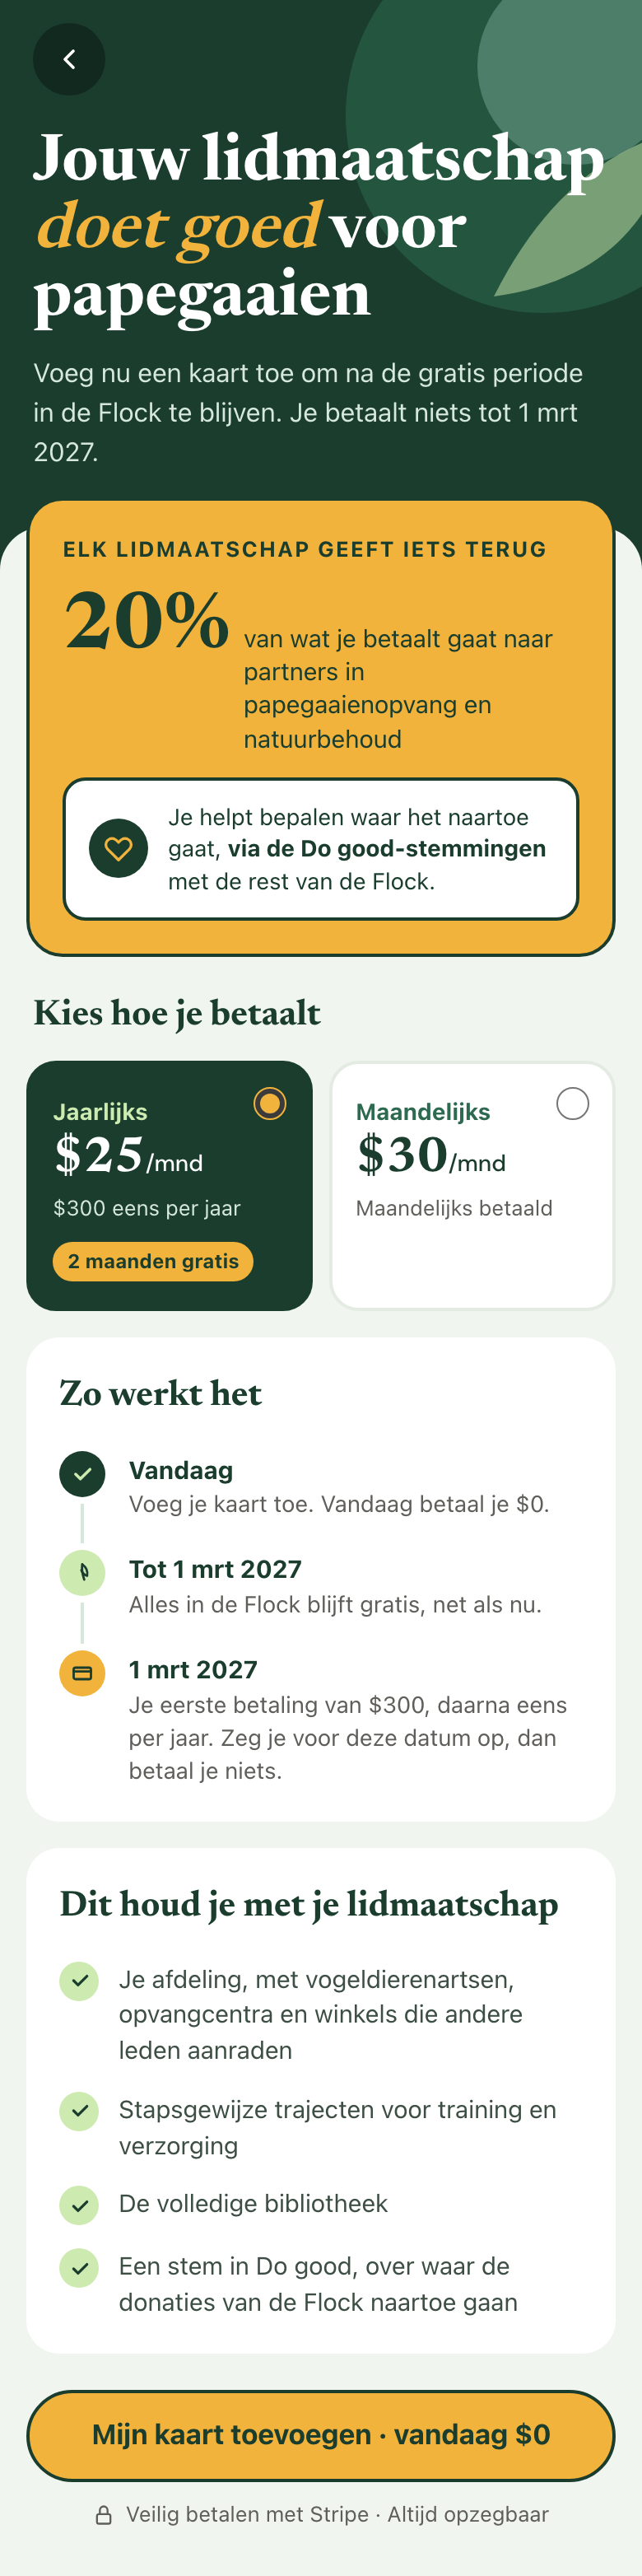 Jouw lidmaatschap
doet goed voor
papegaaien
Voeg nu een kaart toe om na de gratis periode
in de Flock te blijven. Je betaalt niets tot 1 mrt
2027.
ELK LIDMAATSCHAP GEEFT IETS TERUG
20% van wat je betaalt gaat naar
partners in
papegaaienopvang en
natuurbehoud
Je helpt bepalen waar het naartoe
gaat, via de Do good-stemmingen
met de rest van de Flock.
Kies hoe je betaalt
Jaarlijks
$25/mnd
$300 eens per jaar
2 maanden gratis
Maandelijks
$30/mnd
Maandelijks betaald
Zo werkt het
Vandaag
Voeg je kaart toe. Vandaag betaal je $0.
Tot 1 mrt 2027
Alles in de Flock blijft gratis, net als nu.
1 mrt 2027
Je eerste betaling van $300, daarna eens
per jaar. Zeg je voor deze datum op, dan
betaal je niets.
Dit houd je met je lidmaatschap
Je afdeling, met vogeldierenartsen,
opvangcentra en winkels die andere
leden aanraden
Stapsgewijze trajecten voor training en
verzorging
De volledige bibliotheek
Een stem in Do good, over waar de
donaties van de Flock naartoe gaan
Mijn kaart toevoegen · vandaag $0
Veilig betalen met Stripe · Altijd opzegbaar